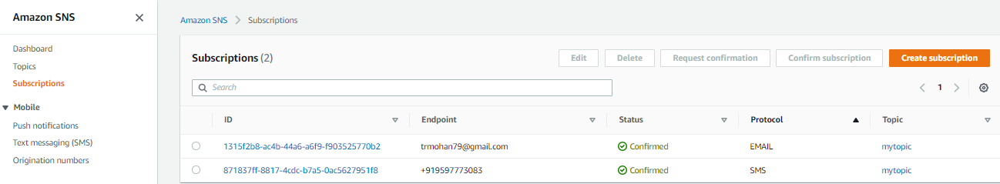 Amazon SNS
Dashboard
Topics
Subscriptions
Mobile
Push notifications
Text messaging (SMS)
Origination numbers
Amazon SNS Subscriptions
Subscriptions (2) Edit Delete Request confirmation Confirm subscription Create subscription
Search 1
ID Endpoint Status Protocol Topic
1315f2b8-ac4b-44a6-a6f9-f903525770b2 trmohan79@gmail.com Confirmed EMAIL mytopic
871837ff-8817-4cdc-b7a5-0ac5627951f8 +919597773083 Confirmed SMS mytopic